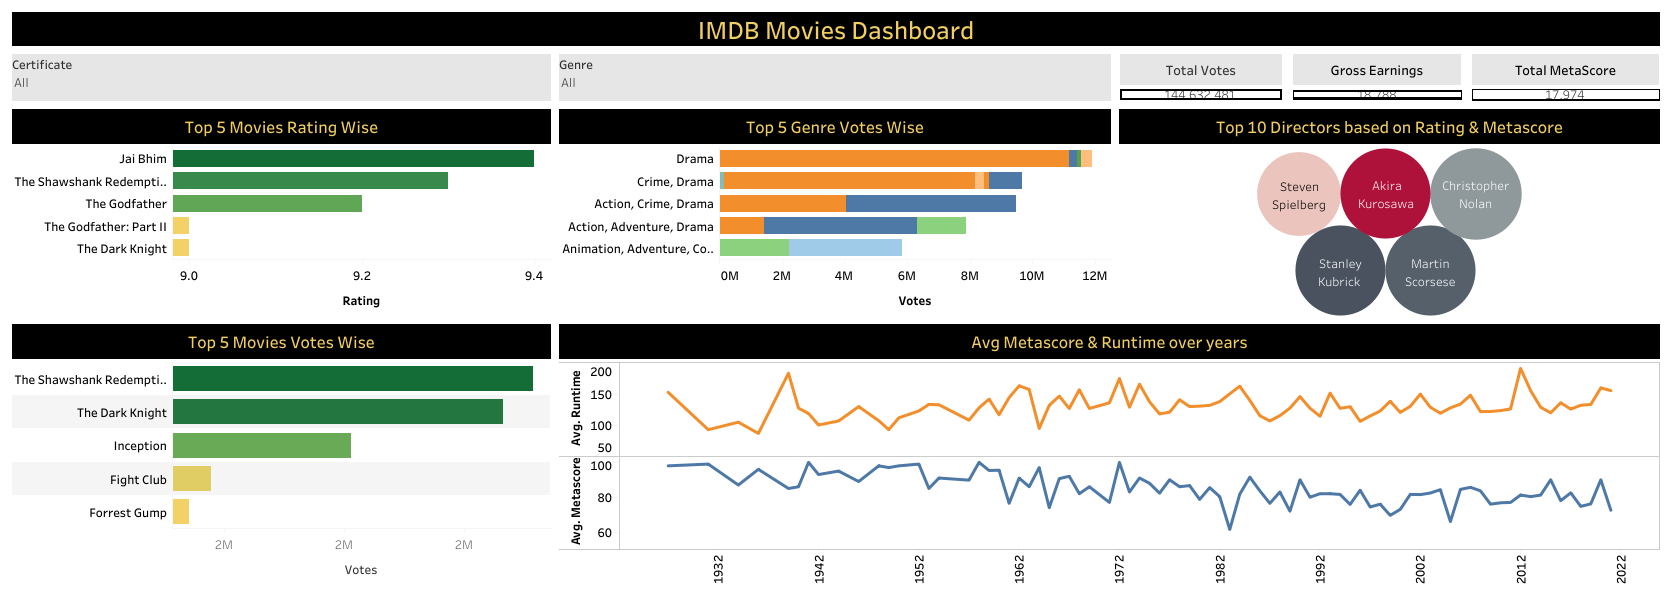 IMDB Movies Dashboard
Certificate
All
Genre
All
Total Votes
144,632,481
Gross Earnings
18,788
Total MetaScore
17,974
Top 5 Movies Rating Wise
Jai Bhim
The Shawshank Redempti..
The Godfather
The Godfather: Part II
The Dark Knight
9.0 9.2 9.4
Rating
Top 5 Genre Votes Wise
Drama
Crime, Drama
Action, Crime, Drama
Action, Adventure, Drama
Animation, Adventure, Co..
0M 2M 4M 6M 8M 10M 12M
Votes
Top 10 Directors based on Rating & Metascore
Steven
Spielberg
Akira
Kurosawa
Christopher
Nolan
Stanley
Kubrick
Martin
Scorsese
Top 5 Movies Votes Wise
The Shawshank Redempti..
The Dark Knight
Inception
Fight Club
Forrest Gump
2M 2M 2M
Votes
Avg Metascore & Runtime over years
Avg. Runtime
200
150
100
50
Avg. Metascore
100
80
60
1932 1942 1952 1962 1972 1982 1992 2002 2012 2022